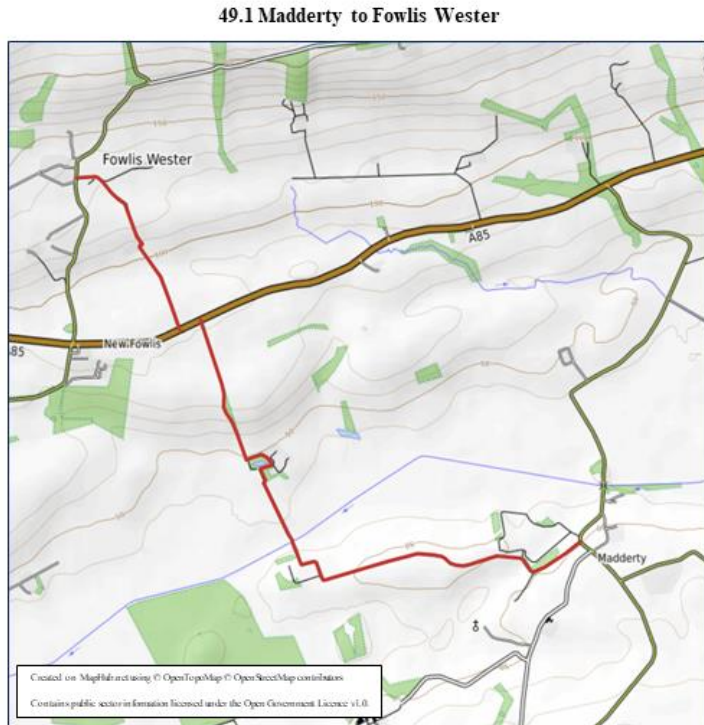 49.1 Madderty to Fowlis Wester
Fowlis Wester
A85
New Fowlis
A85
Madderty
Created on MapHub.net using © OpenTopoMap © OpenStreetMap contributors
Contains public sector information licensed under the Open Government Licence v1.0.